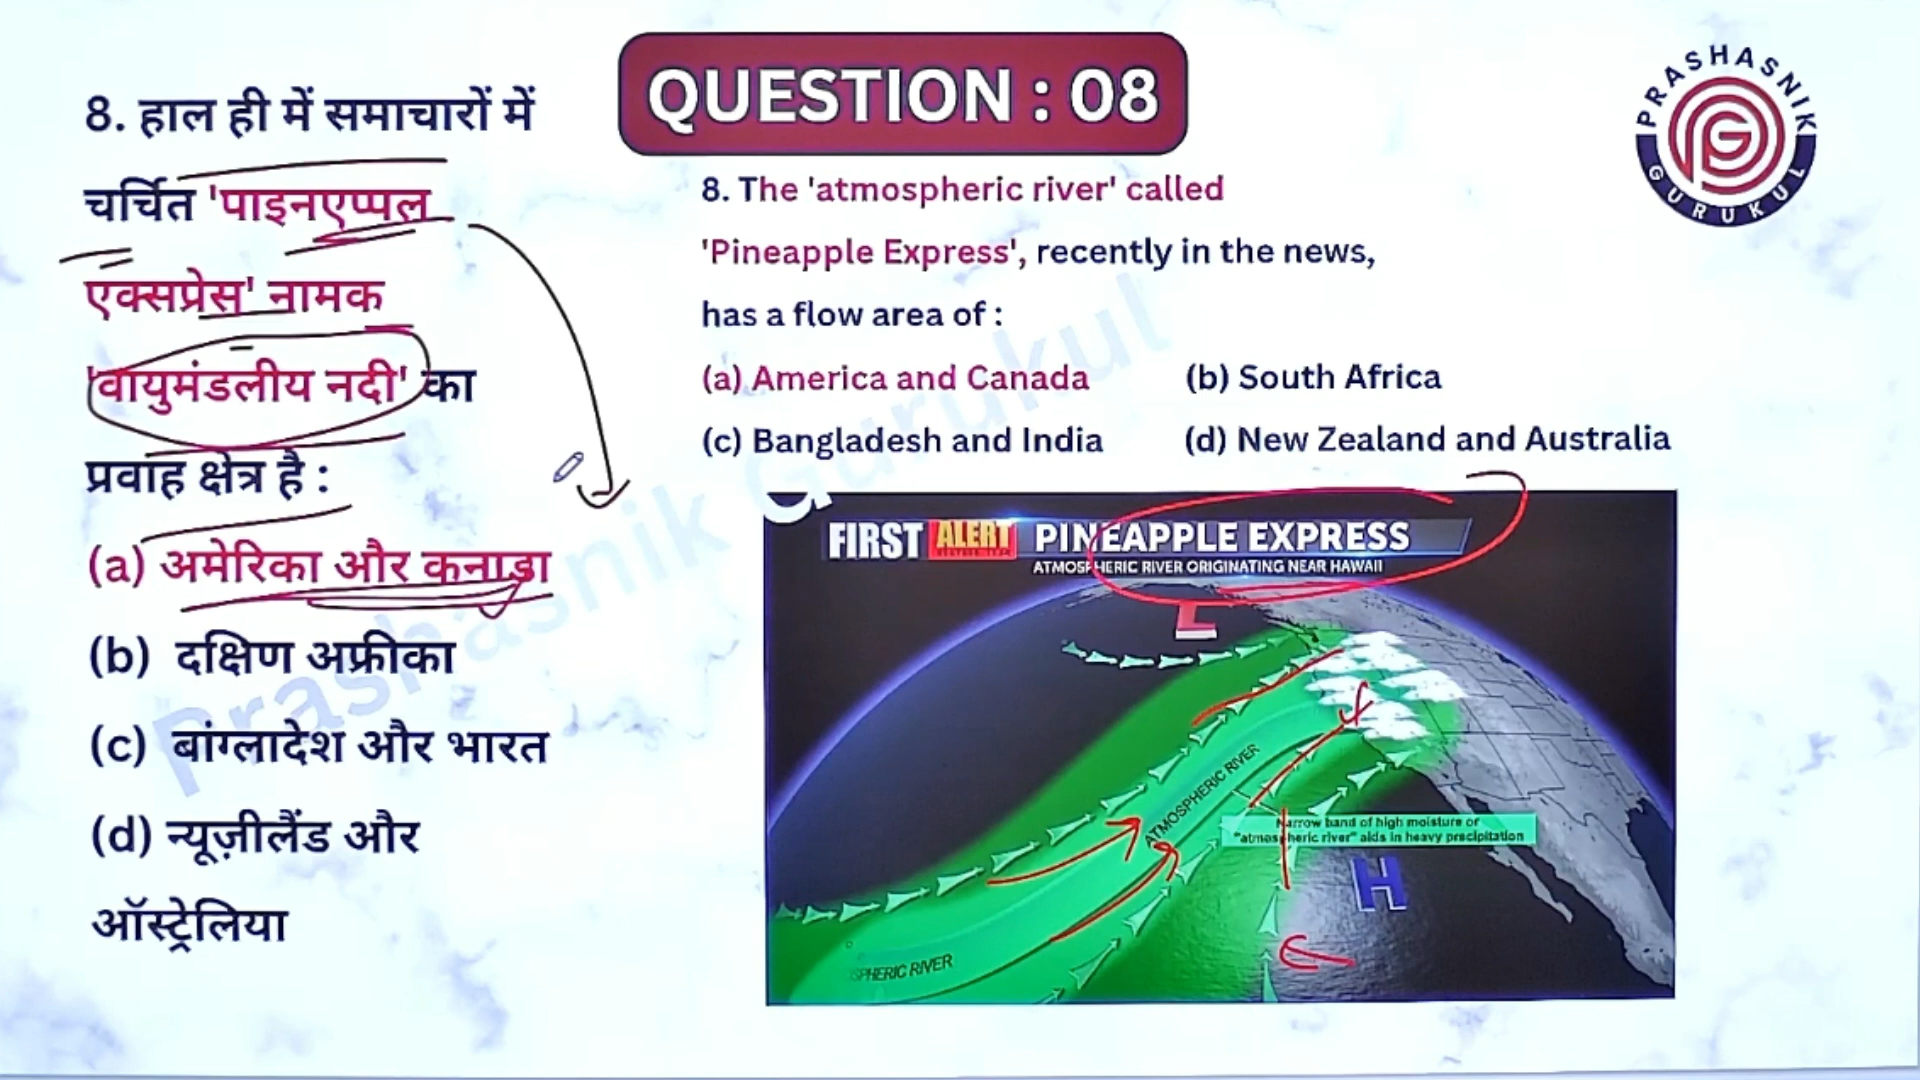 QUESTION : 08
PRASHASNIK
GURUKUL
8. हाल ही में समाचारों में
चर्चित 'पाइनएप्पल
एक्सप्रेस' नामक
'वायुमंडलीय नदी' का
प्रवाह क्षेत्र है :
(a) अमेरिका और कनाडा
(b) दक्षिण अफ्रीका
(c) बांग्लादेश और भारत
(d) न्यूज़ीलैंड और
ऑस्ट्रेलिया
8. The 'atmospheric river' called
'Pineapple Express', recently in the news,
has a flow area of :
(a) America and Canada
(b) South Africa
(c) Bangladesh and India
(d) New Zealand and Australia
FIRST ALERT PINEAPPLE EXPRESS
ATMOSPHERIC RIVER ORIGINATING NEAR HAWAII
L
ATMOSPHERIC RIVER
Narrow band of high moisture or
"atmospheric river" aids in heavy precipitation
H
SPHERIC RIVER
Prashasnik Gurukul